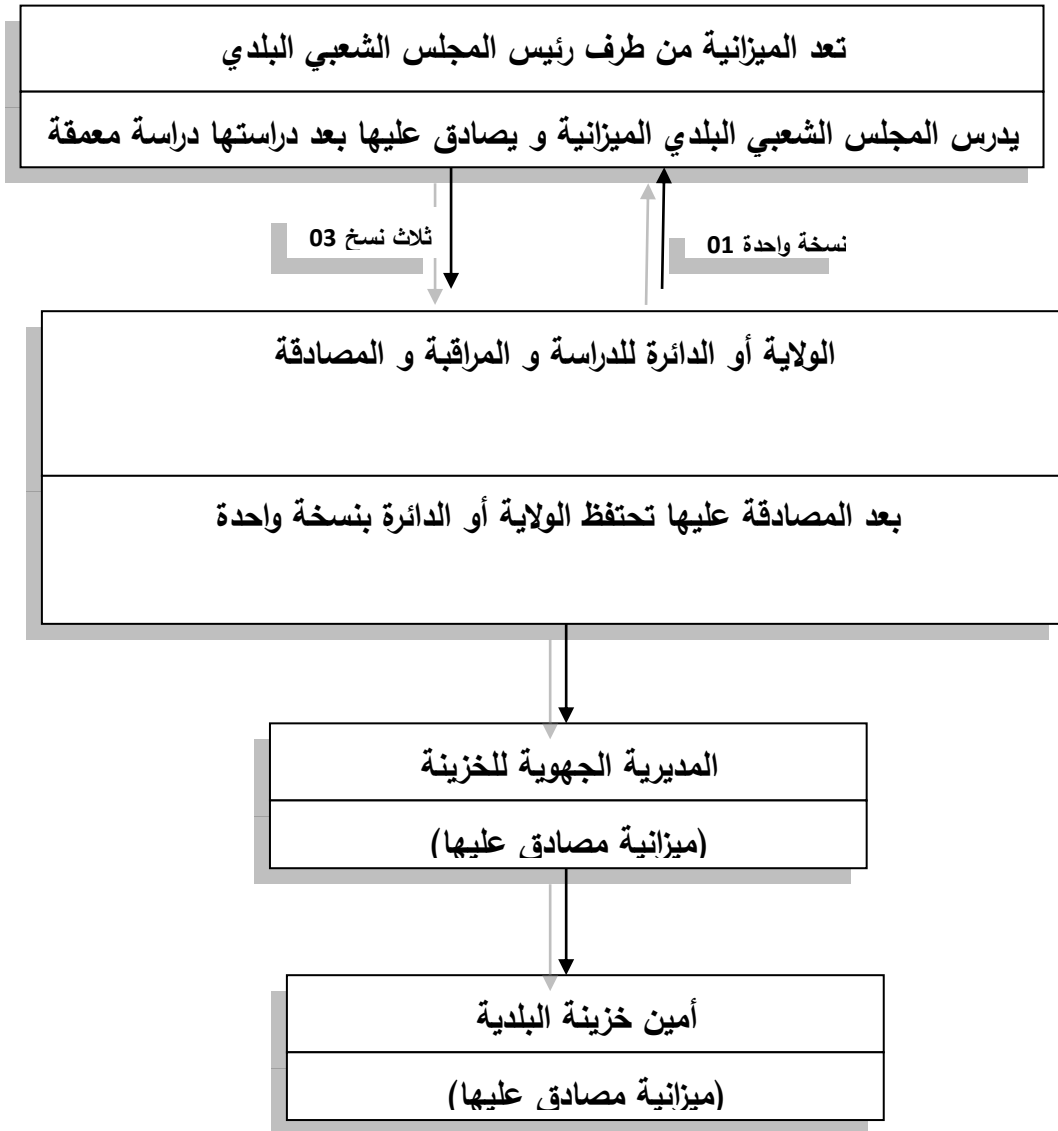 تعد الميزانية من طرف رئيس المجلس الشعبي البلدي
يدرس المجلس الشعبي البلدي الميزانية و يصادق عليها بعد دراستها دراسة معمقة
نسخة واحدة 01
ثلاث نسخ 03
الولاية أو الدائرة للدراسة و المراقبة و المصادقة
بعد المصادقة عليها تحتفظ الولاية أو الدائرة بنسخة واحدة
المديرية الجهوية للخزينة
(ميزانية مصادق عليها)
أمين خزينة البلدية
(ميزانية مصادق عليها)